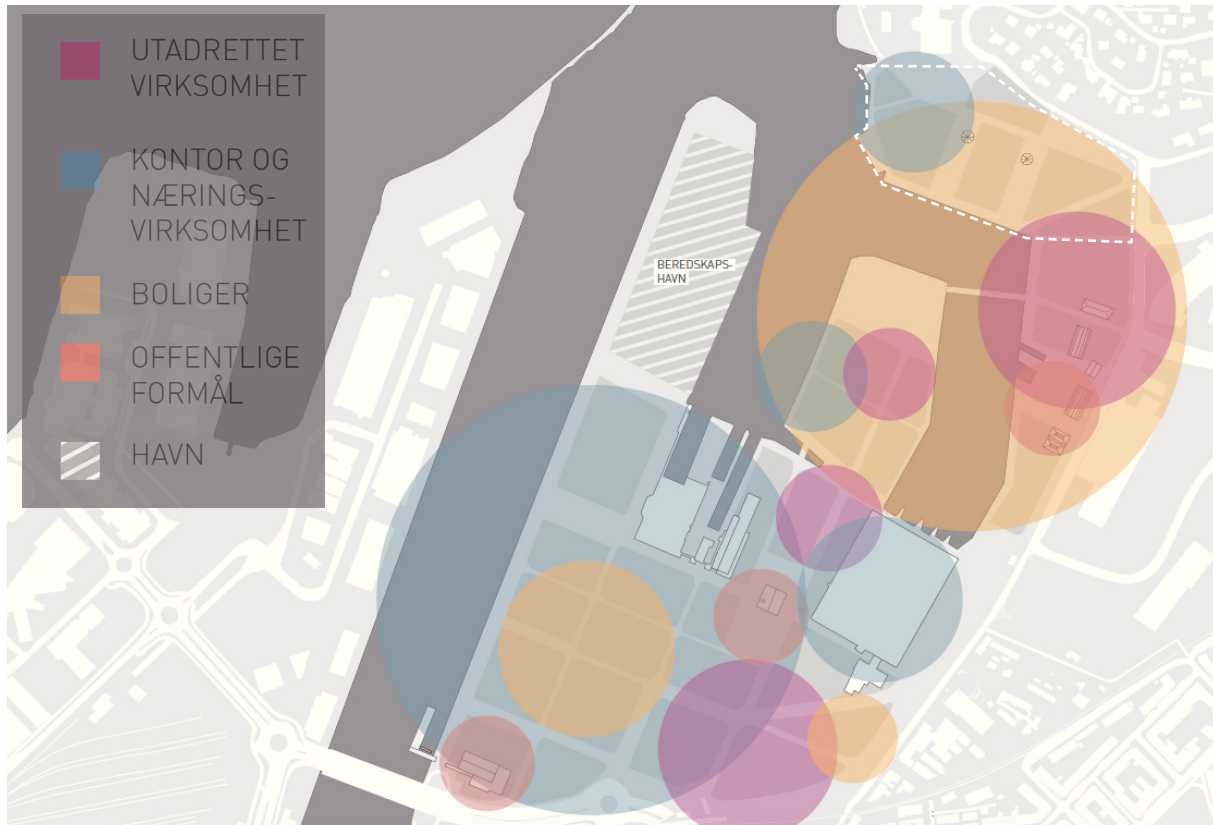 UTADRETTET
VIRKSOMHET
KONTOR OG
NÆRINGS-
VIRKSOMHET
BOLIGER
OFFENTLIGE
FORMÅL
HAVN
BEREDSKAPS-
HAVN